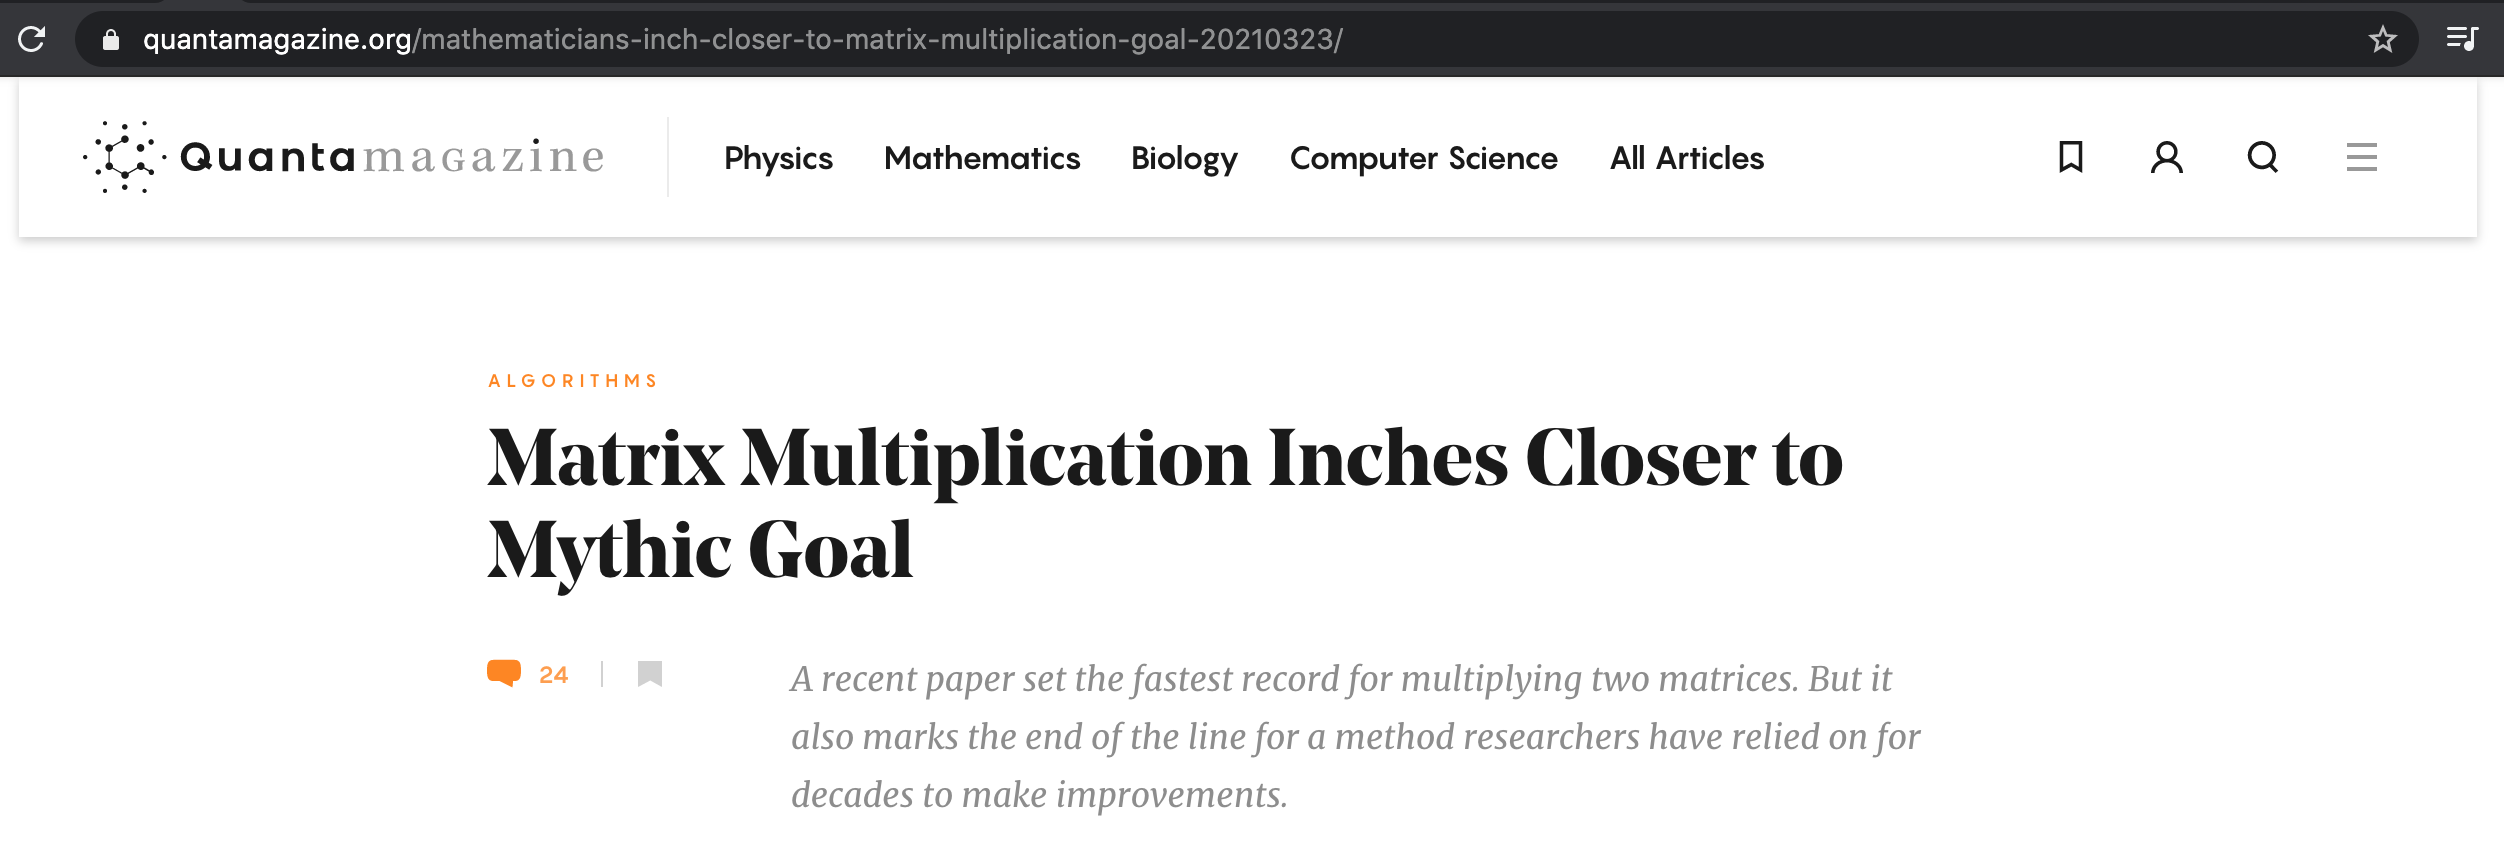 quantamagazine.org/mathematicians-inch-closer-to-matrix-multiplication-goal-20210323/
Quantamagazine Physics Mathematics Biology Computer Science All Articles
ALGORITHMS
Matrix Multiplication Inches Closer to
Mythic Goal
24
A recent paper set the fastest record for multiplying two matrices. But it
also marks the end of the line for a method researchers have relied on for
decades to make improvements.